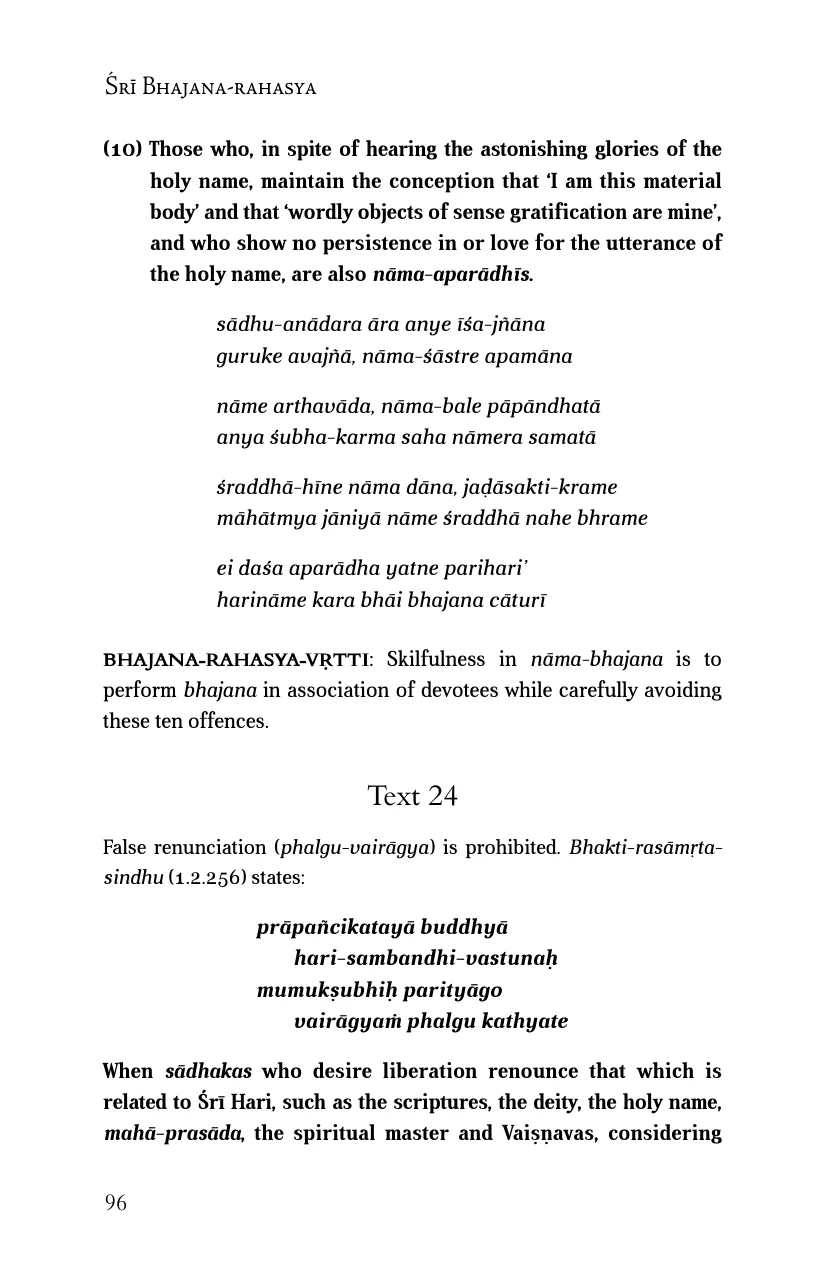 Śrī Bhajana-rahasya
(10) Those who, in spite of hearing the astonishing glories of the
holy name, maintain the conception that ‘I am this material
body’ and that ‘wordly objects of sense gratification are mine’,
and who show no persistence in or love for the utterance of
the holy name, are also nāma-aparādhīs.
sādhu-anādara āra anye īśa-jñāna
guruke avajñā, nāma-śāstre apamāna
nāme arthavāda, nāma-bale pāpāndhatā
anya śubha-karma saha nāmera samatā
śraddhā-hīne nāma dāna, jaḍāsakti-krame
māhātmya jāniyā nāme śraddhā nahe bhrame
ei daśa aparādha yatne parihari’
harināme kara bhāi bhajana cāturī
BHAJANA-RAHASYA-VṚTTI: Skilfulness in nāma-bhajana is to
perform bhajana in association of devotees while carefully avoiding
these ten offences.
Text 24
False renunciation (phalgu-vairāgya) is prohibited. Bhakti-rasāmṛta-
sindhu (1.2.256) states:
prāpañcikatayā buddhyā
hari-sambandhi-vastunaḥ
mumukṣubhiḥ parityāgo
vairāgyaṁ phalgu kathyate
When sādhakas who desire liberation renounce that which is
related to Śrī Hari, such as the scriptures, the deity, the holy name,
mahā-prasāda, the spiritual master and Vaiṣṇavas, considering
96